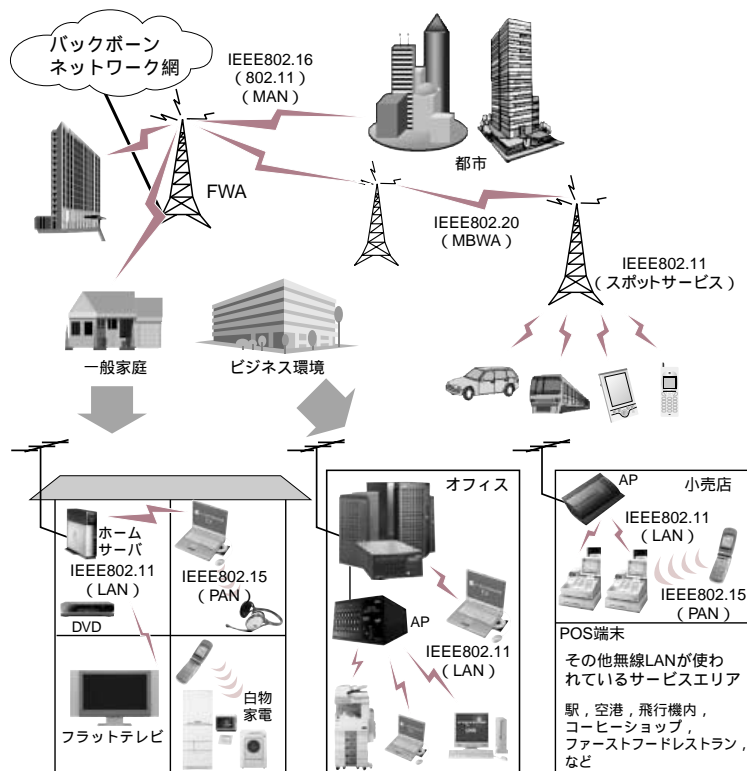 バックボーン
ネットワーク網
IEEE802.16
(802.11)
(MAN)
都市
FWA
IEEE802.20
(MBWA)
IEEE802.11
(スポットサービス)
一般家庭
ビジネス環境
ホーム
サーバ
IEEE802.11
(LAN)
DVD
IEEE802.15
(PAN)
フラットテレビ
白物
家電
オフィス
AP
IEEE802.11
(LAN)
AP
小売店
IEEE802.11
(LAN)
IEEE802.15
(PAN)
POS端末
その他無線LANが使わ
れているサービスエリア
駅,空港,飛行機内,
コーヒーショップ,
ファーストフードレストラン,
など